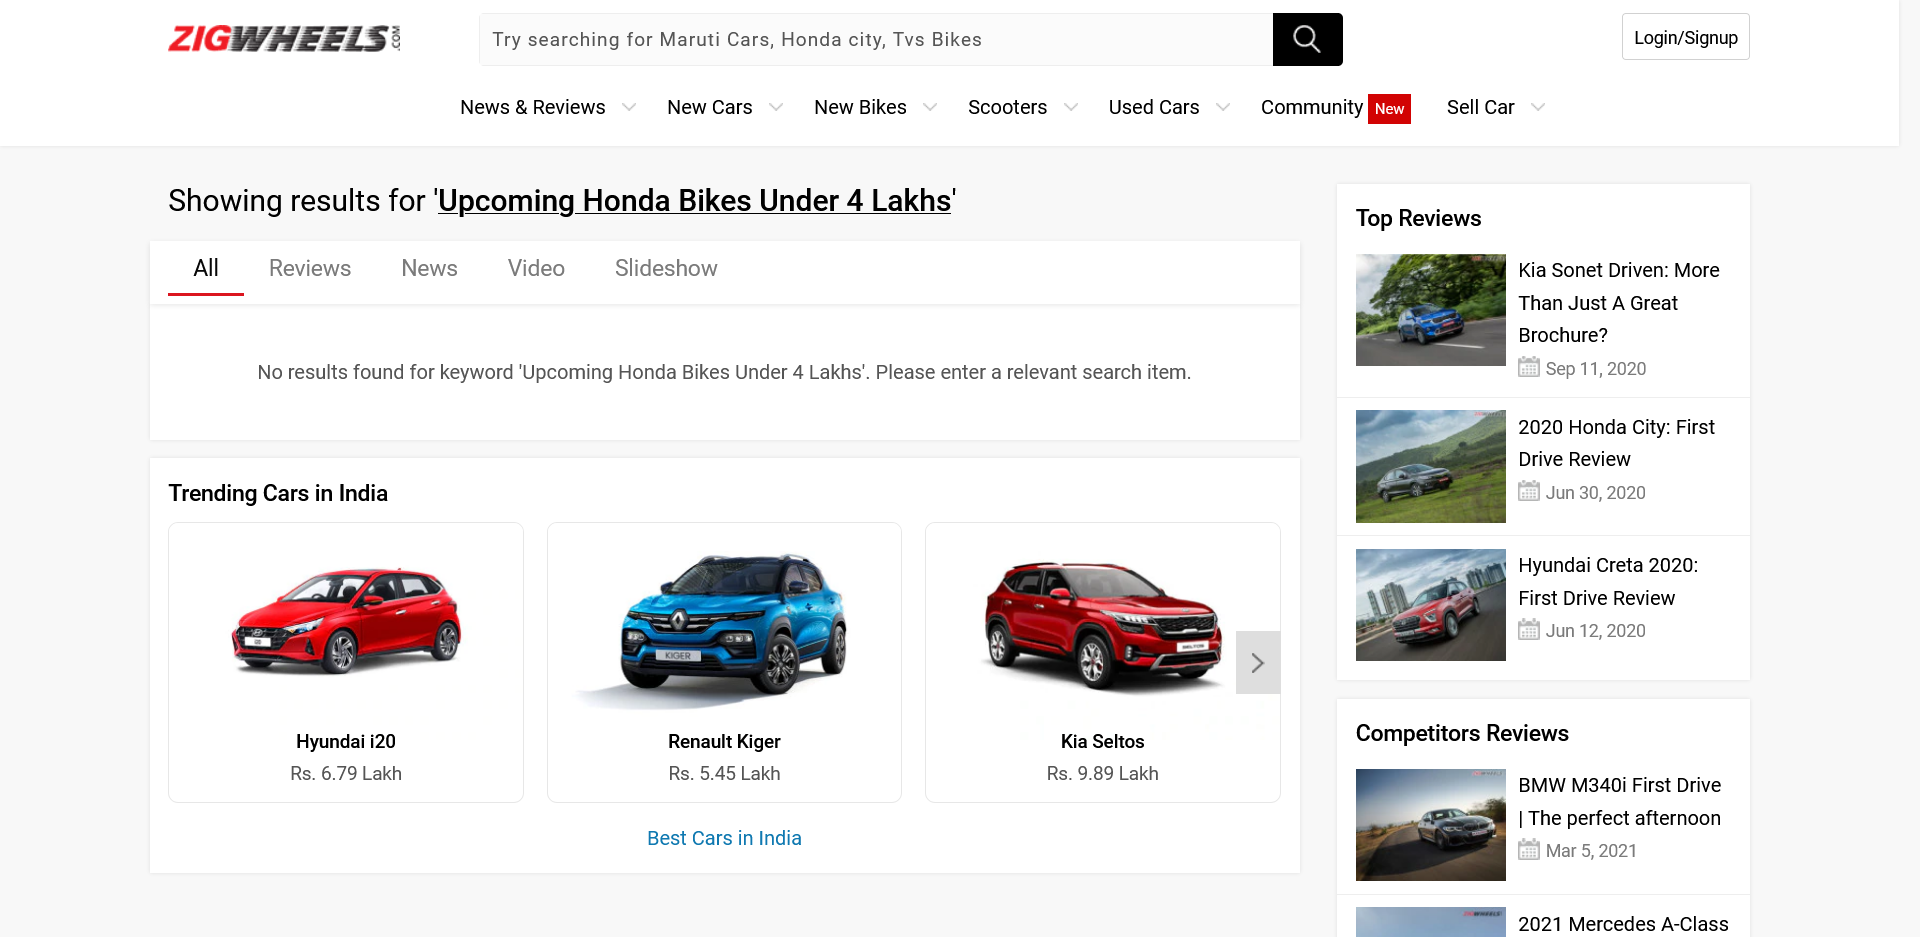 ZIGWHEELS.COM
Try searching for Maruti Cars, Honda city, Tvs Bikes
Login/Signup
News & Reviews
New Cars
New Bikes
Scooters
Used Cars
Community New
Sell Car
Showing results for 'Upcoming Honda Bikes Under 4 Lakhs'
All
Reviews
News
Video
Slideshow
No results found for keyword 'Upcoming Honda Bikes Under 4 Lakhs'. Please enter a relevant search item.
Trending Cars in India
KIGER
Hyundai i20
Rs. 6.79 Lakh
Renault Kiger
Rs. 5.45 Lakh
Kia Seltos
Rs. 9.89 Lakh
Best Cars in India
Top Reviews
Kia Sonet Driven: More
Than Just A Great
Brochure?
Sep 11, 2020
2020 Honda City: First
Drive Review
Jun 30, 2020
Hyundai Creta 2020:
First Drive Review
Jun 12, 2020
Competitors Reviews
BMW M340i First Drive
| The perfect afternoon
Mar 5, 2021
ZIGWHEELS
2021 Mercedes A-Class